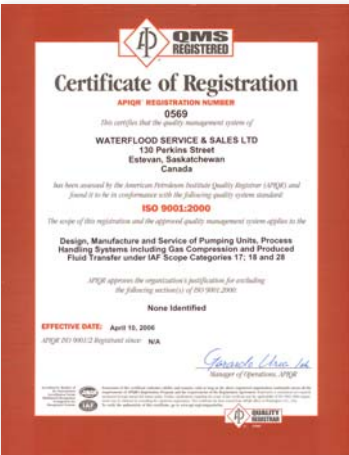 QMS
REGISTERED
Certificate of Registration
APIQR® REGISTRATION NUMBER
0569
This certifies that the quality management system of
WATERFLOOD SERVICE & SALES LTD
130 Perkins Street
Estevan, Saskatchewan
Canada
has been assessed by the American Petroleum Institute Quality Registrar (APIQR) and
found it to be in conformance with the following quality system standard:
ISO 9001:2000
The scope of this registration and the approved quality management system applies to the
Design, Manufacture and Service of Pumping Units, Process
Handling Systems including Gas Compression and Produced
Fluid Transfer under IAF Scope Categories 17; 18 and 28
APIQR approves the organization's justification for excluding
the following section(s) of ISO 9001:2000:
None Identified
EFFECTIVE DATE: April 10, 2006
APIQR ISO 9001/2 Registrant since: N/A
Manager of Operations, APIQR
IAF
QUALITY
REGISTRAR